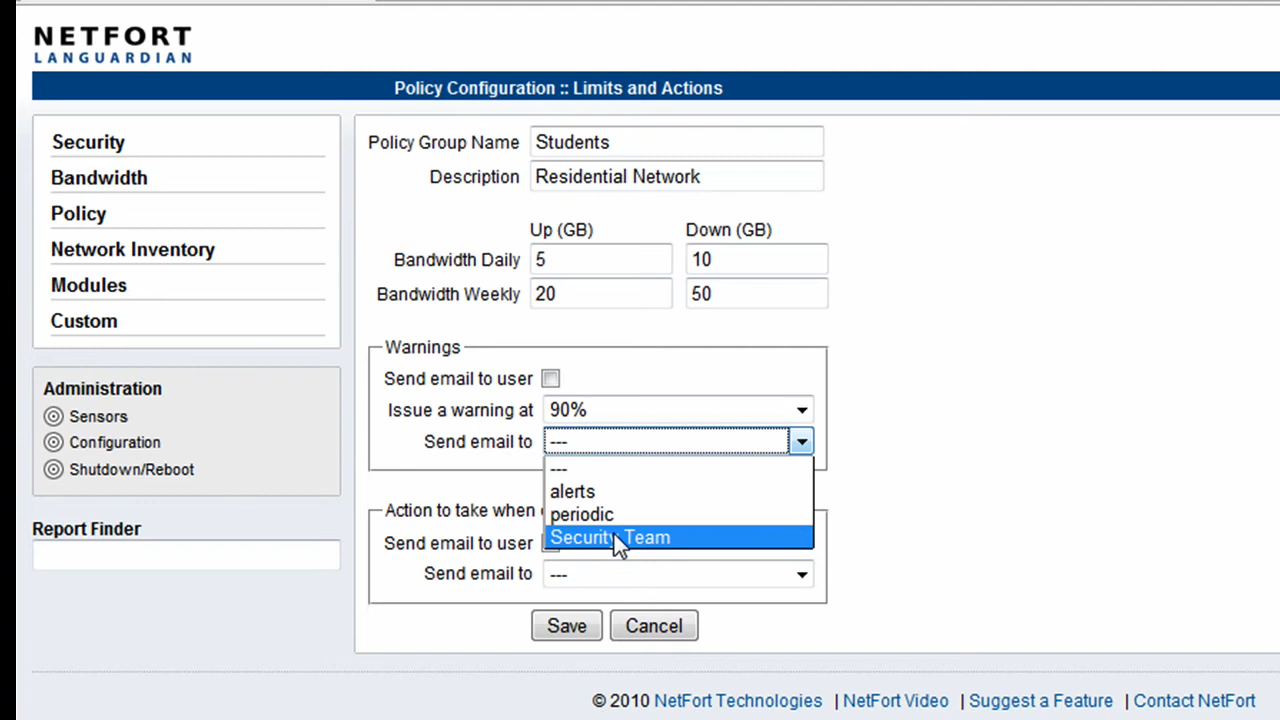 NETFORT
LANGUARDIAN
Policy Configuration :: Limits and Actions
Security
Bandwidth
Policy
Network Inventory
Modules
Custom
Administration
Sensors
Configuration
Shutdown/Reboot
Report Finder
Policy Group Name Students
Description Residential Network
Up (GB) Down (GB)
Bandwidth Daily 5 10
Bandwidth Weekly 20 50
Warnings
Send email to user
Issue a warning at 90%
Send email to ---
---
alerts
periodic
Security Team
Action to take when
Send email to user
Send email to ---
Save Cancel
© 2010 NetFort Technologies | NetFort Video | Suggest a Feature | Contact NetFort